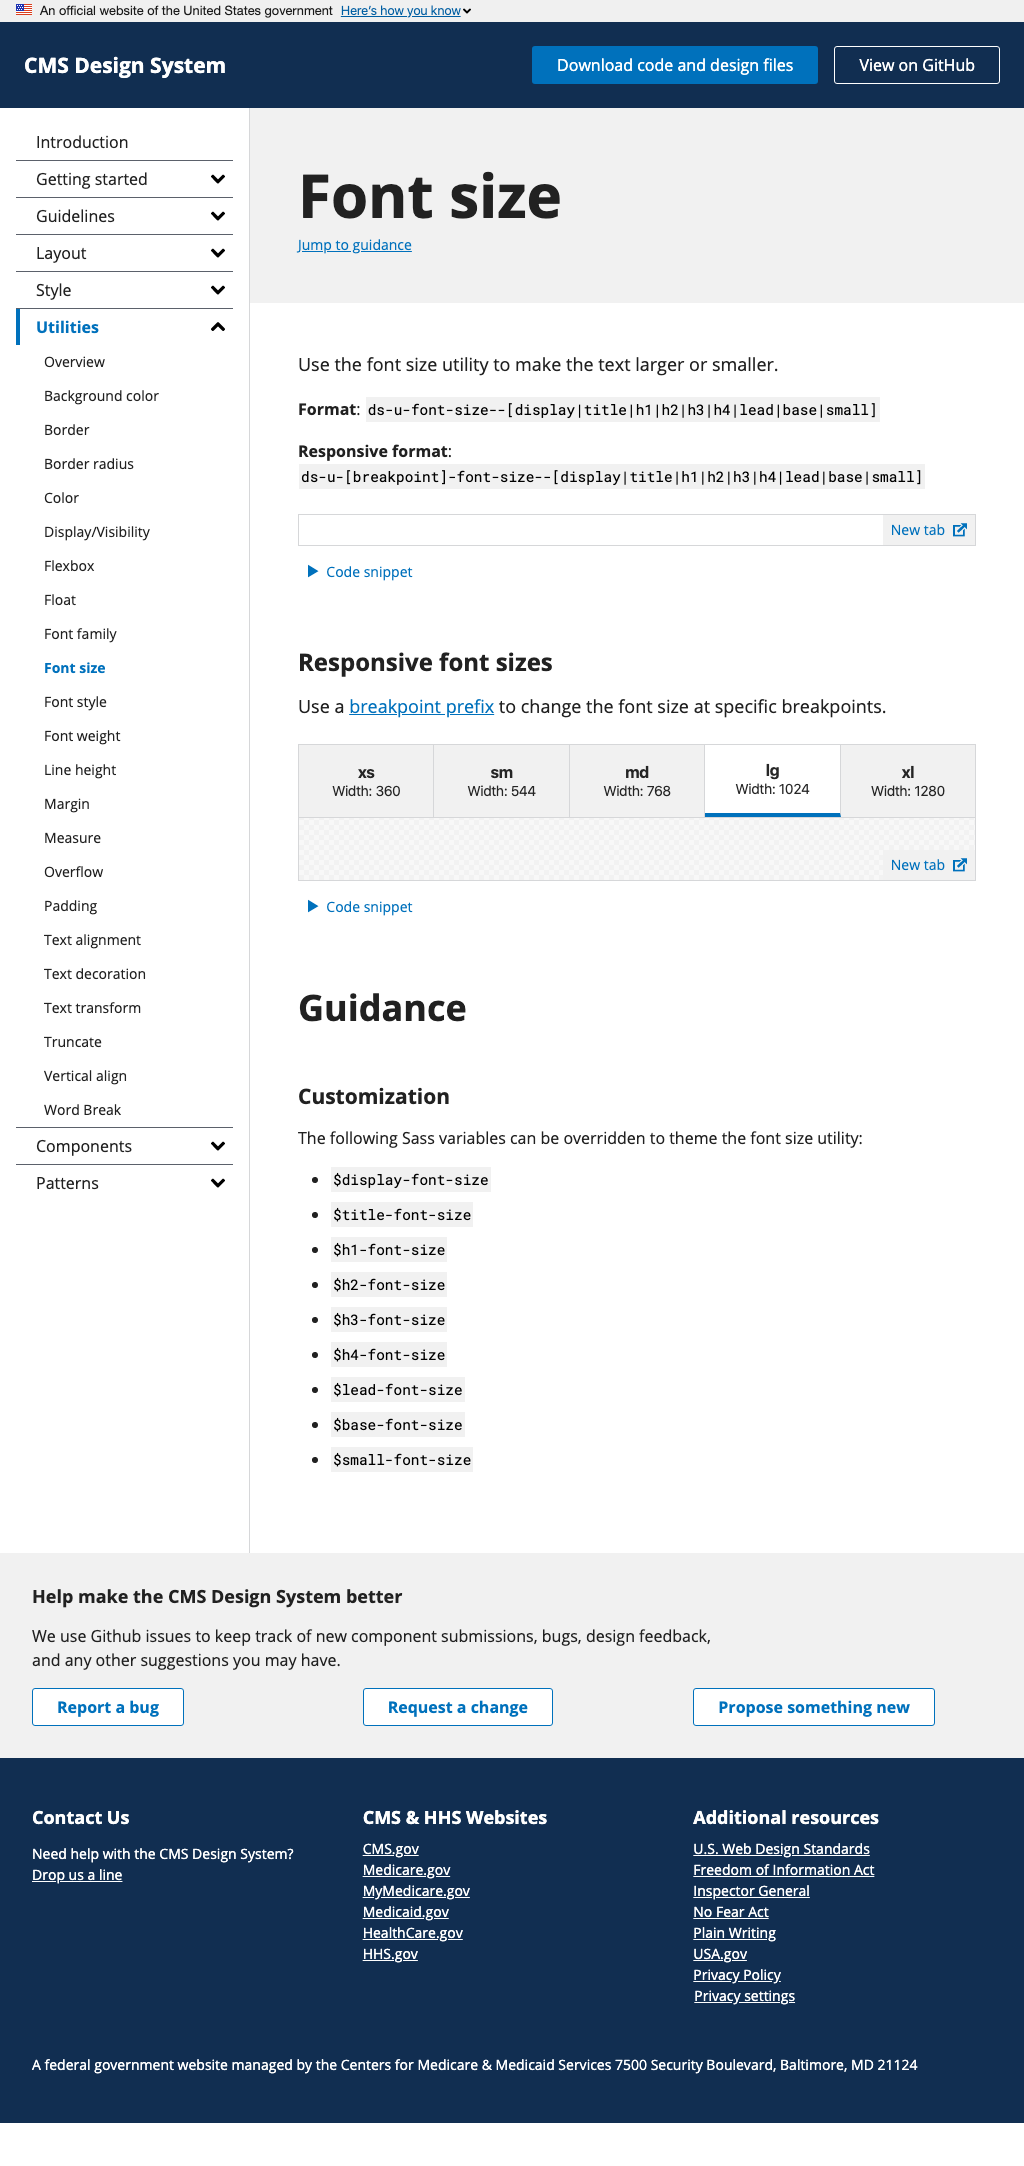 An official website of the United States government Here's how you know
CMS Design System
Download code and design files
View on GitHub
Introduction
Getting started
Guidelines
Layout
Style
Utilities
Overview
Background color
Border
Border radius
Color
Display/Visibility
Flexbox
Float
Font family
Font size
Font style
Font weight
Line height
Margin
Measure
Overflow
Padding
Text alignment
Text decoration
Text transform
Truncate
Vertical align
Word Break
Components
Patterns
Font size
Jump to guidance
Use the font size utility to make the text larger or smaller.
Format: ds-u-font-size--[display|title|h1|h2|h3|h4|lead|base|small]
Responsive format:
ds-u-[breakpoint]-font-size--[display|title|h1|h2|h3|h4|lead|base|small]
New tab
Code snippet
Responsive font sizes
Use a breakpoint prefix to change the font size at specific breakpoints.
xs
Width: 360
sm
Width: 544
md
Width: 768
lg
Width: 1024
xl
Width: 1280
New tab
Code snippet
Guidance
Customization
The following Sass variables can be overridden to theme the font size utility:
$display-font-size
$title-font-size
$h1-font-size
$h2-font-size
$h3-font-size
$h4-font-size
$lead-font-size
$base-font-size
$small-font-size
Help make the CMS Design System better
We use Github issues to keep track of new component submissions, bugs, design feedback,
and any other suggestions you may have.
Report a bug
Request a change
Propose something new
Contact Us
Need help with the CMS Design System?
Drop us a line
CMS & HHS Websites
CMS.gov
Medicare.gov
MyMedicare.gov
Medicaid.gov
HealthCare.gov
HHS.gov
Additional resources
U.S. Web Design Standards
Freedom of Information Act
Inspector General
No Fear Act
Plain Writing
USA.gov
Privacy Policy
Privacy settings
A federal government website managed by the Centers for Medicare & Medicaid Services 7500 Security Boulevard, Baltimore, MD 21124